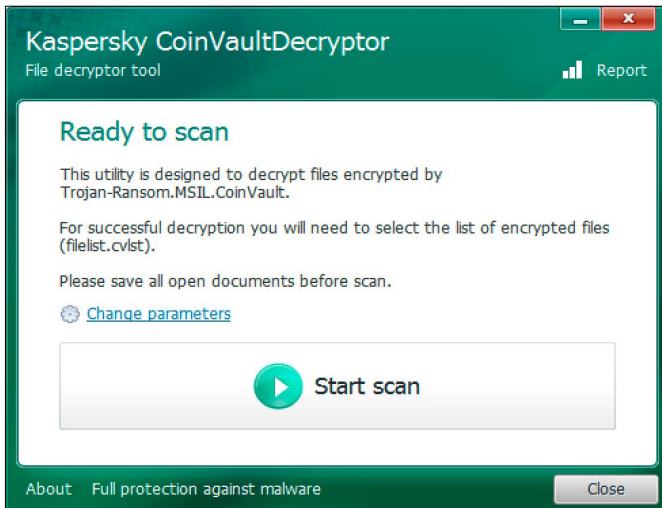 Kaspersky CoinVaultDecryptor
File decryptor tool
Report
Ready to scan
This utility is designed to decrypt files encrypted by
Trojan-Ransom.MSIL.CoinVault.
For successful decryption you will need to select the list of encrypted files
(filelist.cvlst).
Please save all open documents before scan.
Change parameters
Start scan
About Full protection against malware
Close